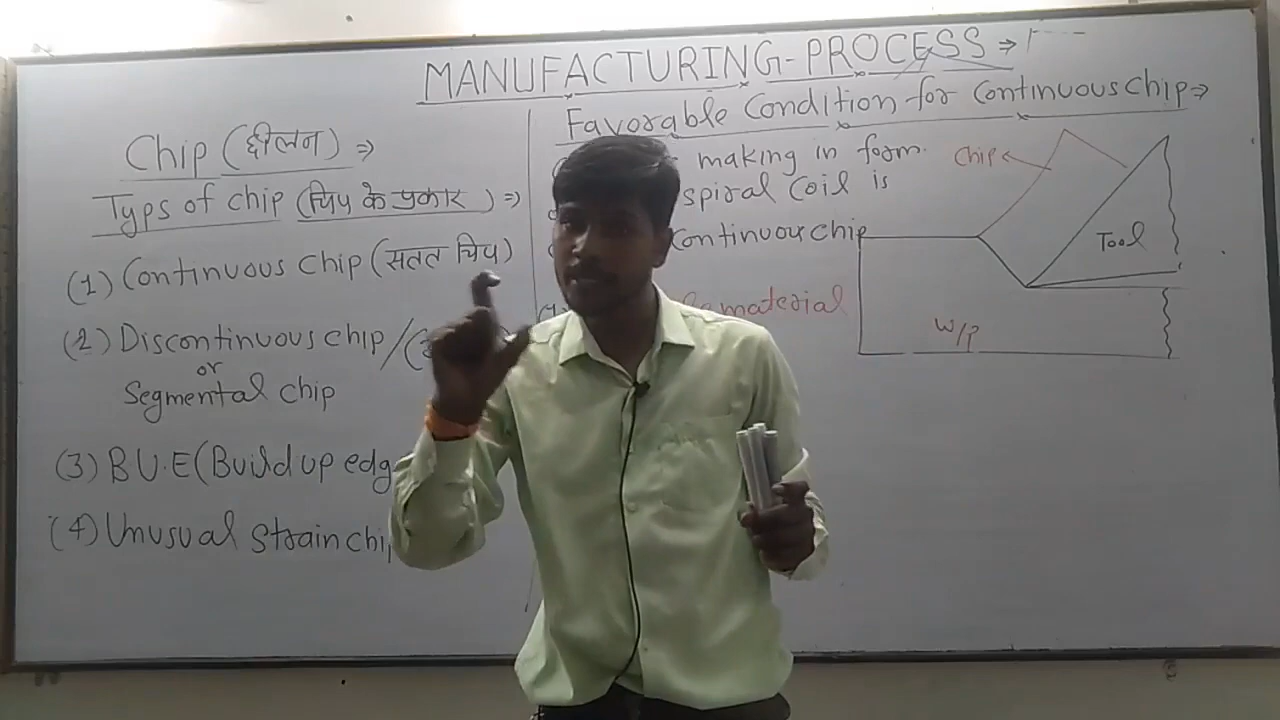 MANUFACTURING-PROCESS ⇒
Chip (छीलन) ⇒
Typs of chip (चिप के प्रकार) ⇒
(1) Continuous chip (सतत चिप)
(2) Discontinuous chip/
or
Segmental chip
(3) B.U.E (Build up edg
(4) Unusual strain chip
Favorable Condition for Continuous Chip ⇒
making in form
spiral coil is
Continuous chip
material
Chip
Tool
W/p